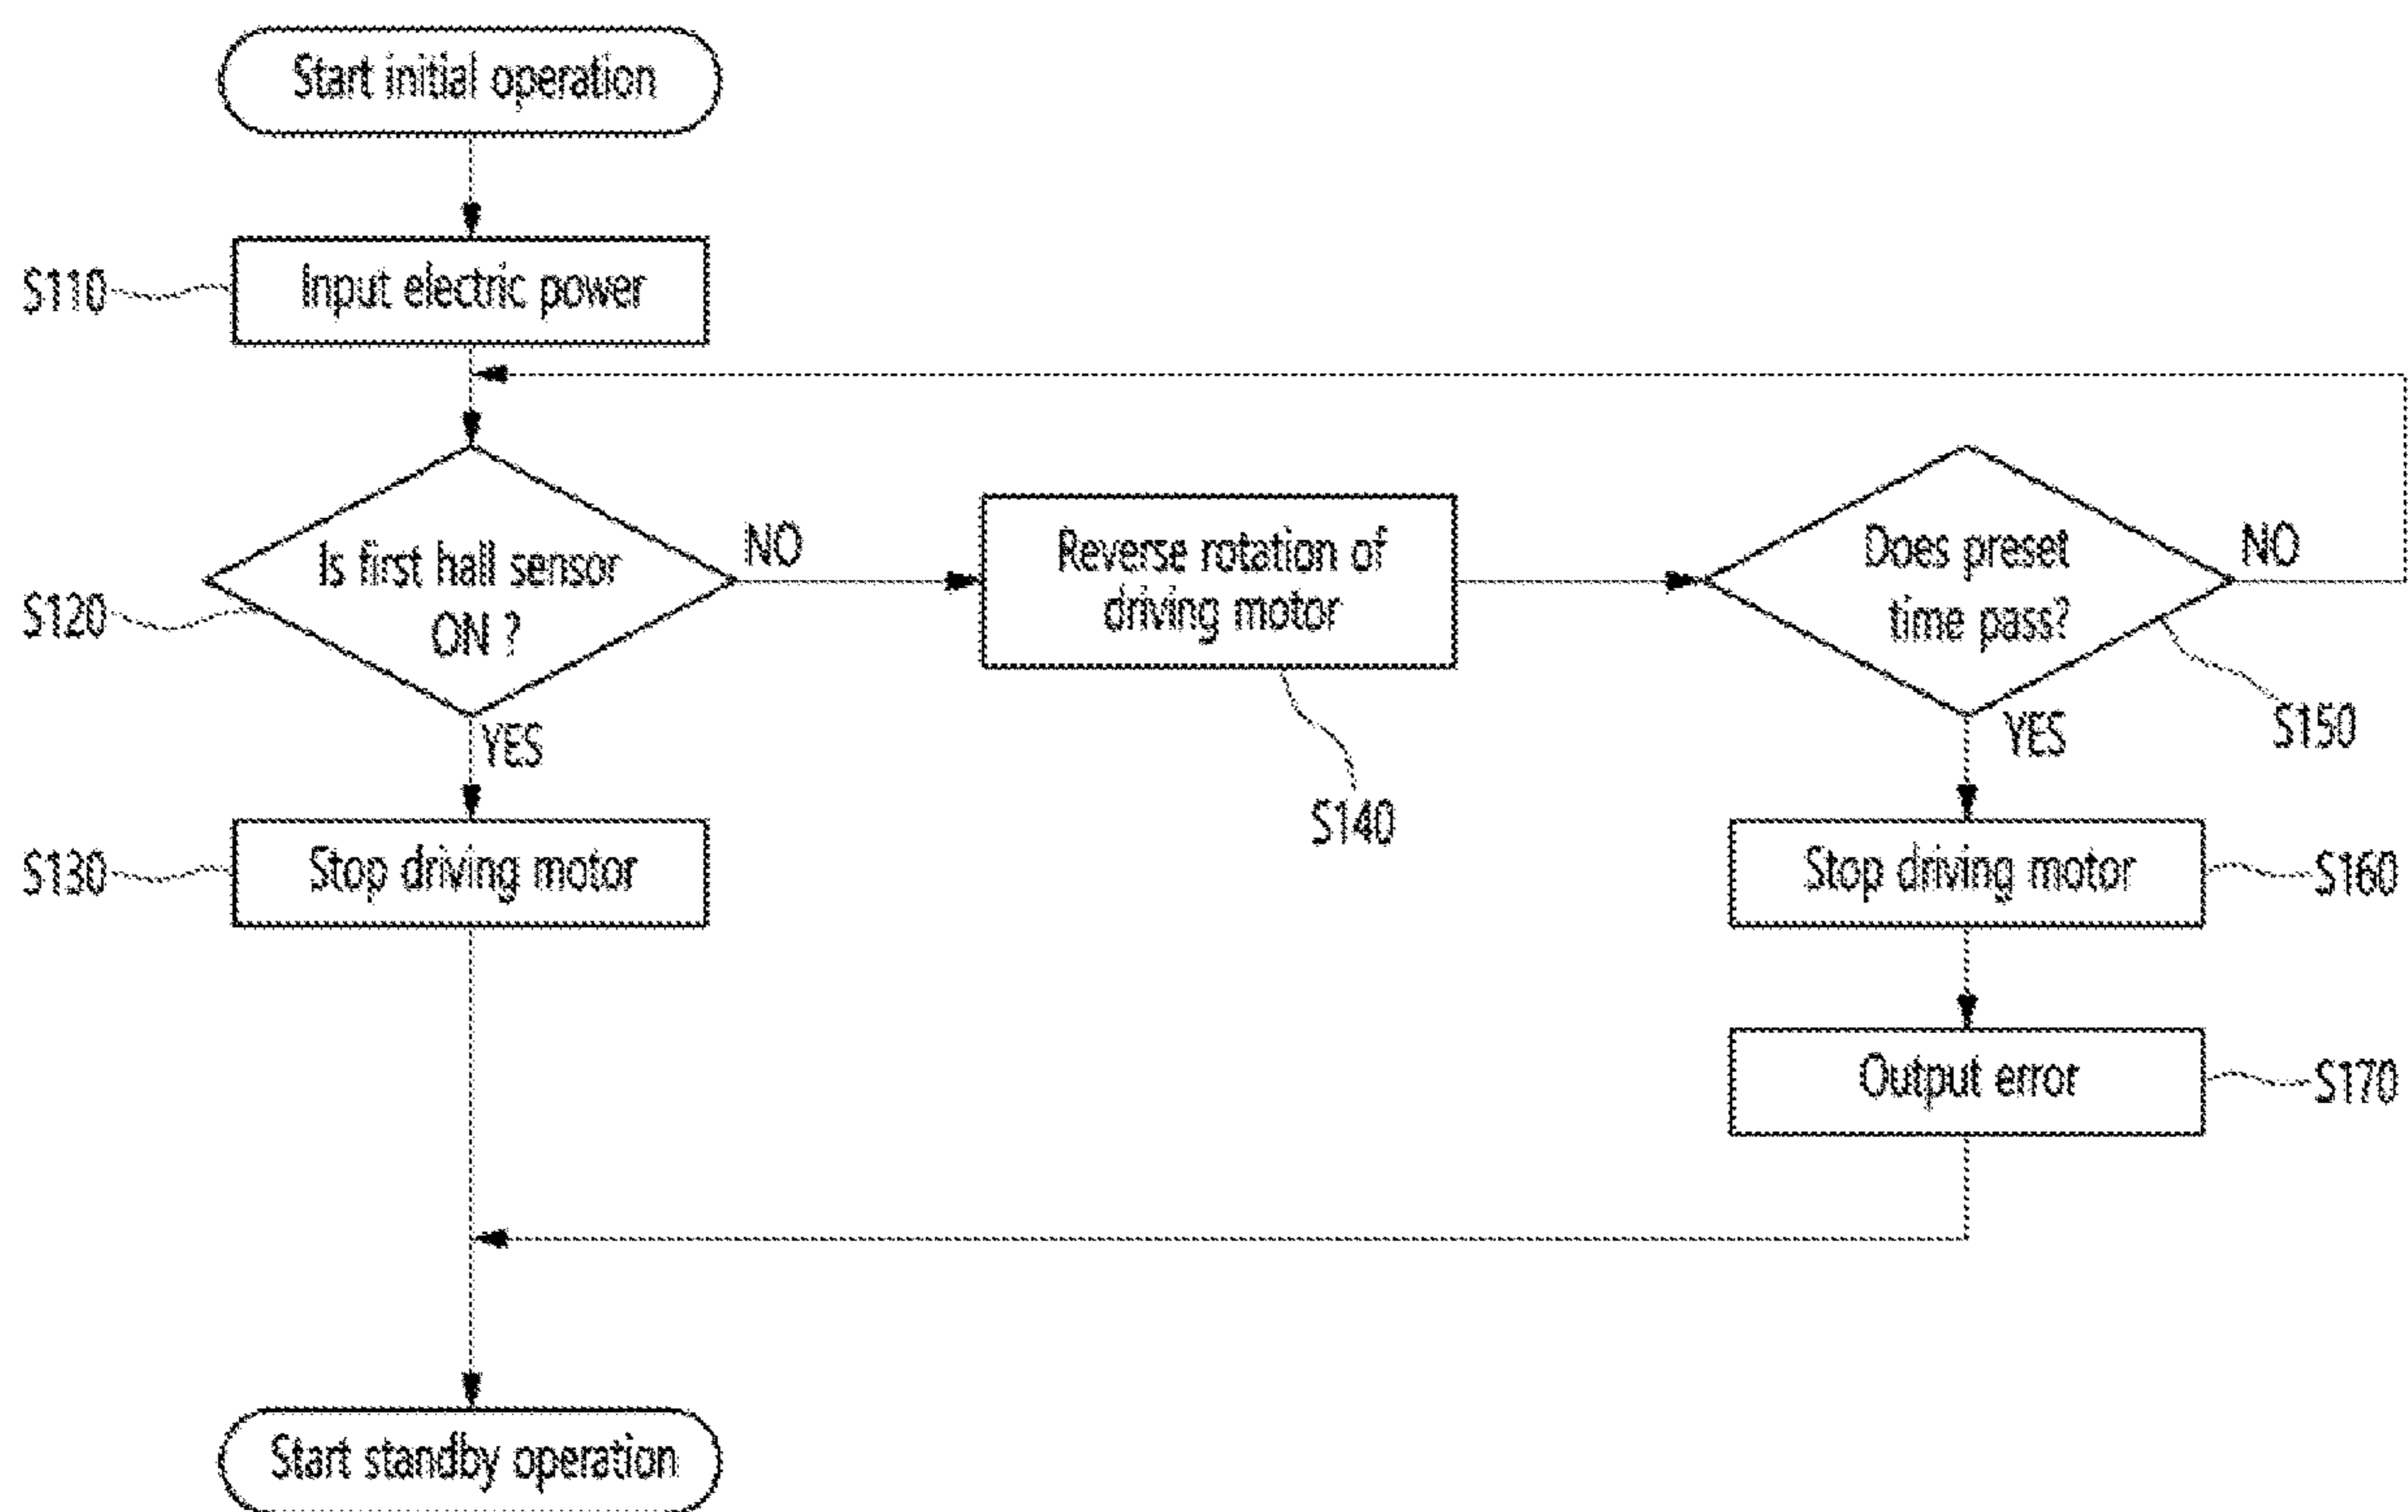 Start initial operation
S110
Input electric power
S120
Is first hall sensor
ON ?
NO
YES
Reverse rotation of
driving motor
S140
Does preset
time pass?
NO
YES
S150
S130
Stop driving motor
Stop driving motor
S160
Output error
S170
Start standby operation